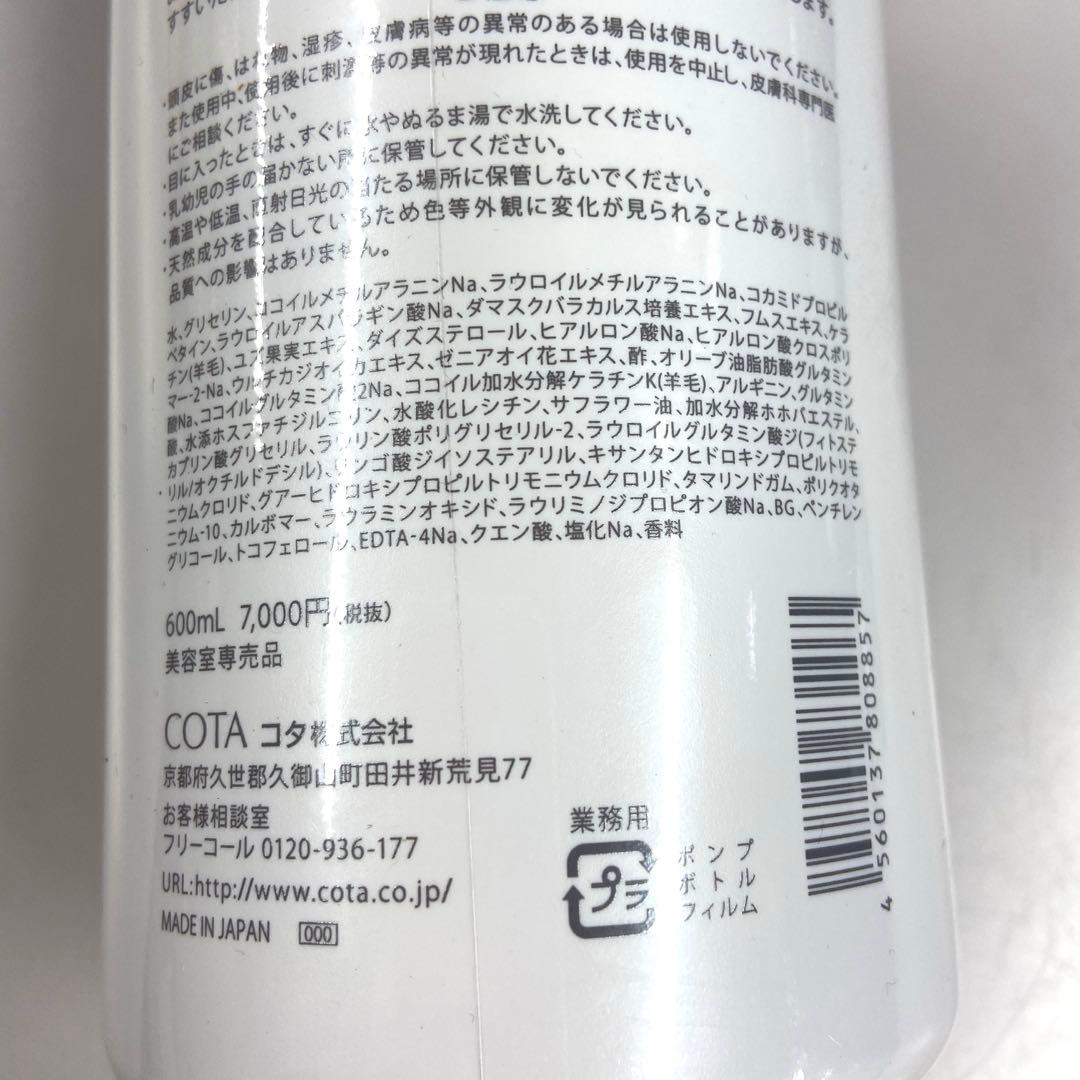 ・頭皮に傷、はれ物、湿疹、皮膚病等の異常のある場合は使用しないでください。
また使用中、使用後に刺激等の異常が現れたときは、使用を中止し、皮膚科専門医
にご相談ください。
・目に入ったときは、すぐに水やぬるま湯で水洗してください。
・乳幼児の手の届かない所に保管してください。
・高温や低温、直射日光の当たる場所に保管しないでください。
・天然成分を配合しているため色等外観に変化が見られることがありますが、
品質への影響はありません。
水、グリセリン、ココイルメチルアラニンNa、ラウロイルメチルアラニンNa、コカミドプロピル
ベタイン、ラウロイルアスパラギン酸Na、ダマスクバラカルス培養エキス、フムスエキス、ケラ
チン(羊毛)、ユズ果実エキス、ダイズステロール、ヒアルロン酸Na、ヒアルロン酸クロスポリ
マー-2-Na、ウルチカジオイカエキス、ゼニアオイ花エキス、酢、オリーブ油脂肪酸グルタミン
酸Na、ココイルグルタミン酸2Na、ココイル加水分解ケラチンK(羊毛)、アルギニン、グルタミン
酸、水添ホスファチジルコリン、水酸化レシチン、サフラワー油、加水分解ホホバエステル、
カプリン酸グリセリル、ラウリン酸ポリグリセリル-2、ラウロイルグルタミン酸ジ(フィトステ
リル/オクチルドデシル)、リンゴ酸ジイソステアリル、キサンタンヒドロキシプロピルトリモ
ニウムクロリド、グアーヒドロキシプロピルトリモニウムクロリド、タマリンドガム、ポリクオタ
ニウム-10、カルボマー、ラウラミンオキシド、ラウリミノジプロピオン酸Na、BG、ペンチレン
グリコール、トコフェロール、EDTA-4Na、クエン酸、塩化Na、香料
600mL 7,000円(税抜)
美容室専売品
COTA コタ株式会社
京都府久世郡久御山町田井新荒見77
お客様相談室
フリーコール 0120-936-177
URL:http://www.cota.co.jp/
MADE IN JAPAN 000
業務用
プラ
ポンプ
ボトル
フィルム
4 560137 808857